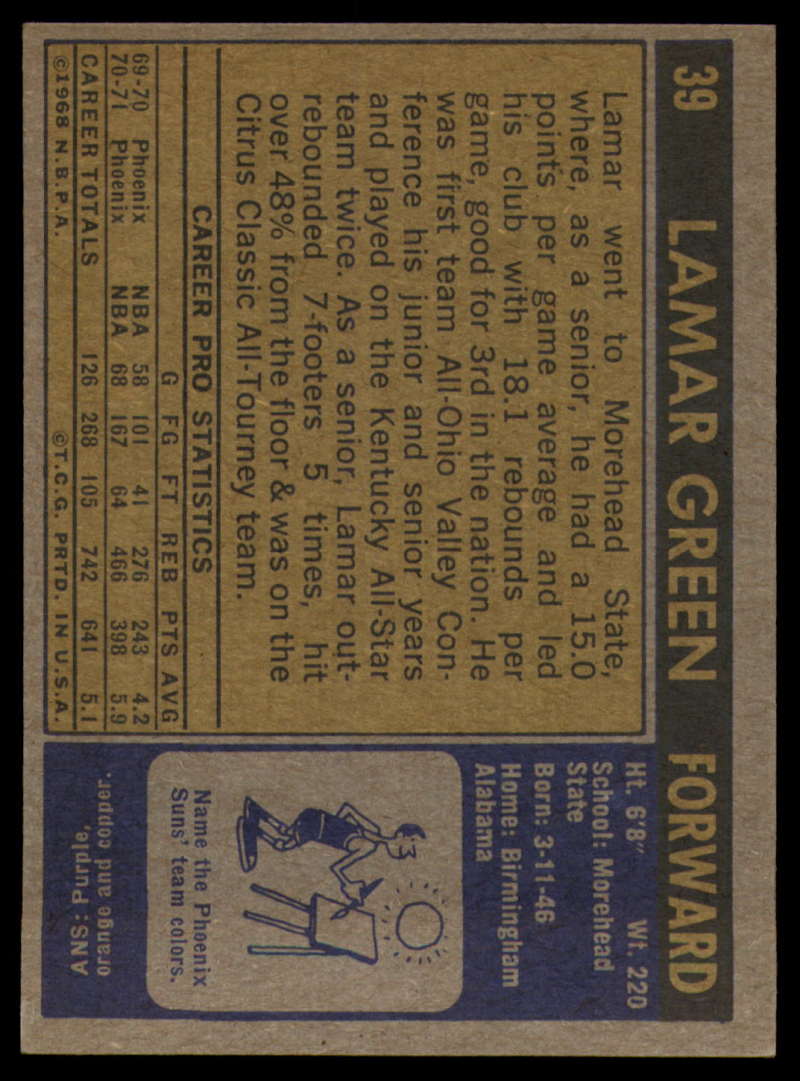 39 LAMAR GREEN FORWARD
Lamar went to Morehead State,
where, as a senior, he had a 15.0
points per game average and led
his club with 18.1 rebounds per
game, good for 3rd in the nation. He
was first team All-Ohio Valley Con-
ference his junior and senior years
and played on the Kentucky All-Star
team twice. As a senior, Lamar out-
rebounded 7-footers 5 times, hit
over 48% from the floor & was on the
Citrus Classic All-Tourney team.
CAREER PRO STATISTICS
G FG FT REB PTS AVG
69-70 Phoenix NBA 58 101 41 276 243 4.2
70-71 Phoenix NBA 68 167 64 466 398 5.9
CAREER TOTALS 126 268 105 742 641 5.1
©1968 N.B.P.A. ©T.C.G. PRTD. IN U.S.A.
Ht. 6'8" Wt. 220
School: Morehead
State
Born: 3-11-46
Home: Birmingham
Alabama
Name the Phoenix
Suns' team colors.
ANS: Purple,
orange and copper.